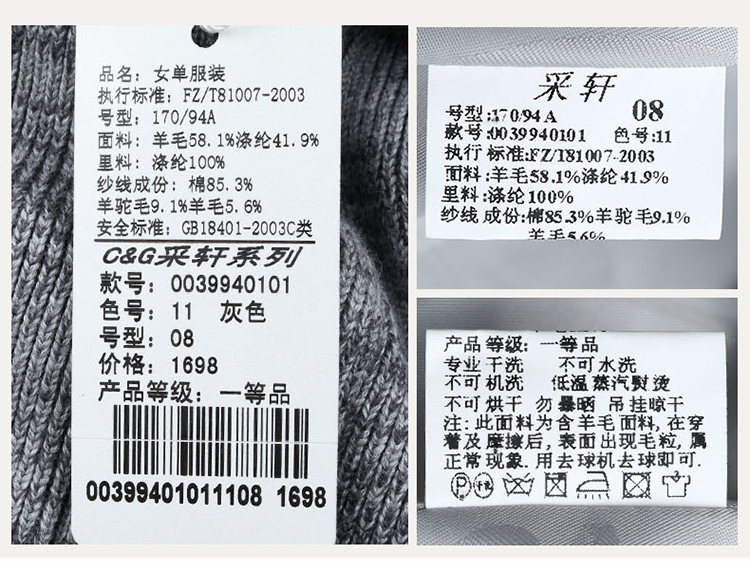 品名：女单服装
执行标准：FZ/T81007-2003
号型：170/94A
面料：羊毛58.1%涤纶41.9%
里料：涤纶100%
纱线成份：棉85.3%
羊驼毛9.1%羊毛5.6%
安全标准：GB18401-2003C类
C&G采轩系列
款号：0039940101
色号：11 灰色
号型：08
价格：1698
产品等级：一等品
00399401011108 1698
采轩
号型:170/94A 08
款号:0039940101 色号:11
执行标准:FZ/T81007-2003
面料:羊毛58.1%涤纶41.9%
里料:涤纶100%
纱线成份:棉85.3%羊驼毛9.1%
羊毛5.6%
产品等级：一等品
专业干洗 不可水洗
不可机洗 低温蒸汽熨烫
不可烘干 勿暴晒 吊挂晾干
注:此面料为含羊毛面料,在穿
着及摩擦后,表面出现毛粒,属
正常现象.用去球机去球即可.
P 干洗